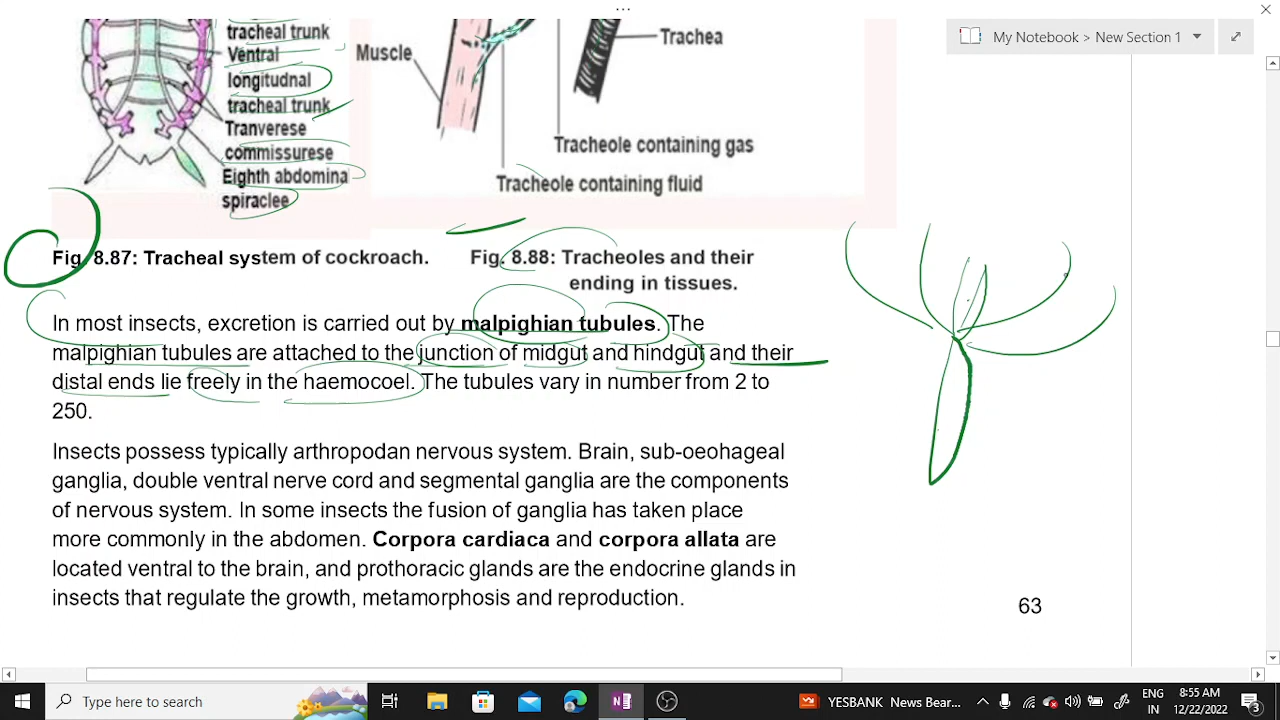 ...
My Notebook > New Section 1
tracheal trunk
Ventral
longitudnal
tracheal trunk
Tranverese
commissurese
Eighth abdomina
spiraclee
Muscle
Trachea
Tracheole containing gas
Tracheole containing fluid
Fig. 8.87: Tracheal system of cockroach.
Fig. 8.88: Tracheoles and their
ending in tissues.
In most insects, excretion is carried out by malpighian tubules. The
malpighian tubules are attached to the junction of midgut and hindgut and their
distal ends lie freely in the haemocoel. The tubules vary in number from 2 to
250.
Insects possess typically arthropodan nervous system. Brain, sub-oeohageal
ganglia, double ventral nerve cord and segmental ganglia are the components
of nervous system. In some insects the fusion of ganglia has taken place
more commonly in the abdomen. Corpora cardiaca and corpora allata are
located ventral to the brain, and prothoracic glands are the endocrine glands in
insects that regulate the growth, metamorphosis and reproduction.
63
Type here to search
YESBANK News Bear...
ENG
IN
8:55 AM
12/22/2022
3